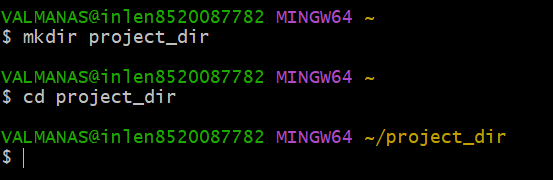 VALMANAS@inlen8520087782 MINGW64 ~
$ mkdir project_dir
VALMANAS@inlen8520087782 MINGW64 ~
$ cd project_dir
VALMANAS@inlen8520087782 MINGW64 ~/project_dir
$